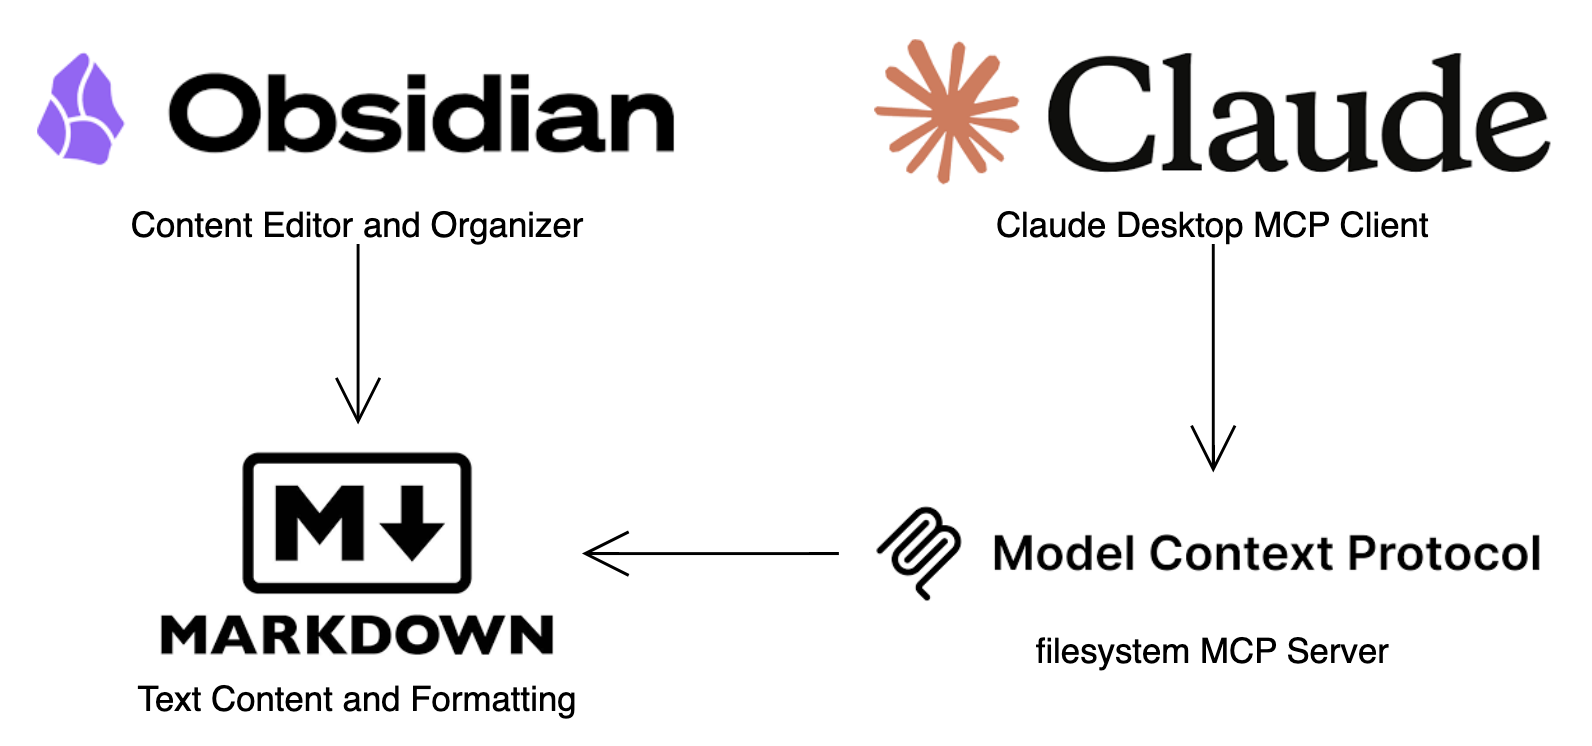 Obsidian
Content Editor and Organizer
Claude
Claude Desktop MCP Client
M
MARKDOWN
Text Content and Formatting
Model Context Protocol
filesystem MCP Server